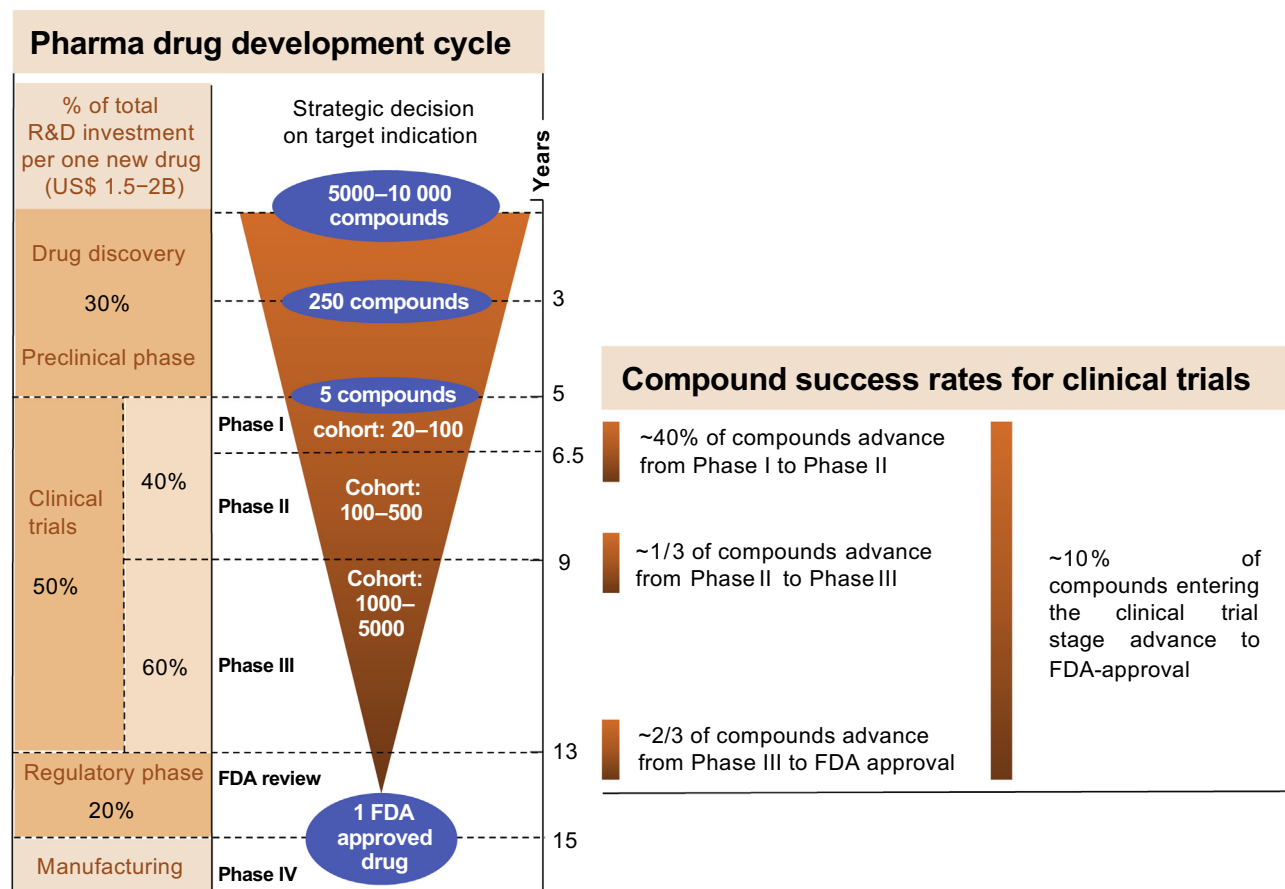 Pharma drug development cycle
% of total
R&D investment
per one new drug
(US$ 1.5−2B)
Strategic decision
on target indication
Years
5000–10 000
compounds
Drug discovery
30%
250 compounds
3
Preclinical phase
5 compounds
5
Phase I
cohort: 20–100
6.5
40%
Clinical
trials
50%
Phase II
Cohort:
100–500
9
Cohort:
1000–
5000
60%
Phase III
13
Regulatory phase
20%
FDA review
1 FDA
approved
drug
15
Manufacturing
Phase IV
Compound success rates for clinical trials
~40% of compounds advance
from Phase I to Phase II
~1/3 of compounds advance
from Phase II to Phase III
~2/3 of compounds advance
from Phase III to FDA approval
~10% of
compounds entering
the clinical trial
stage advance to
FDA-approval